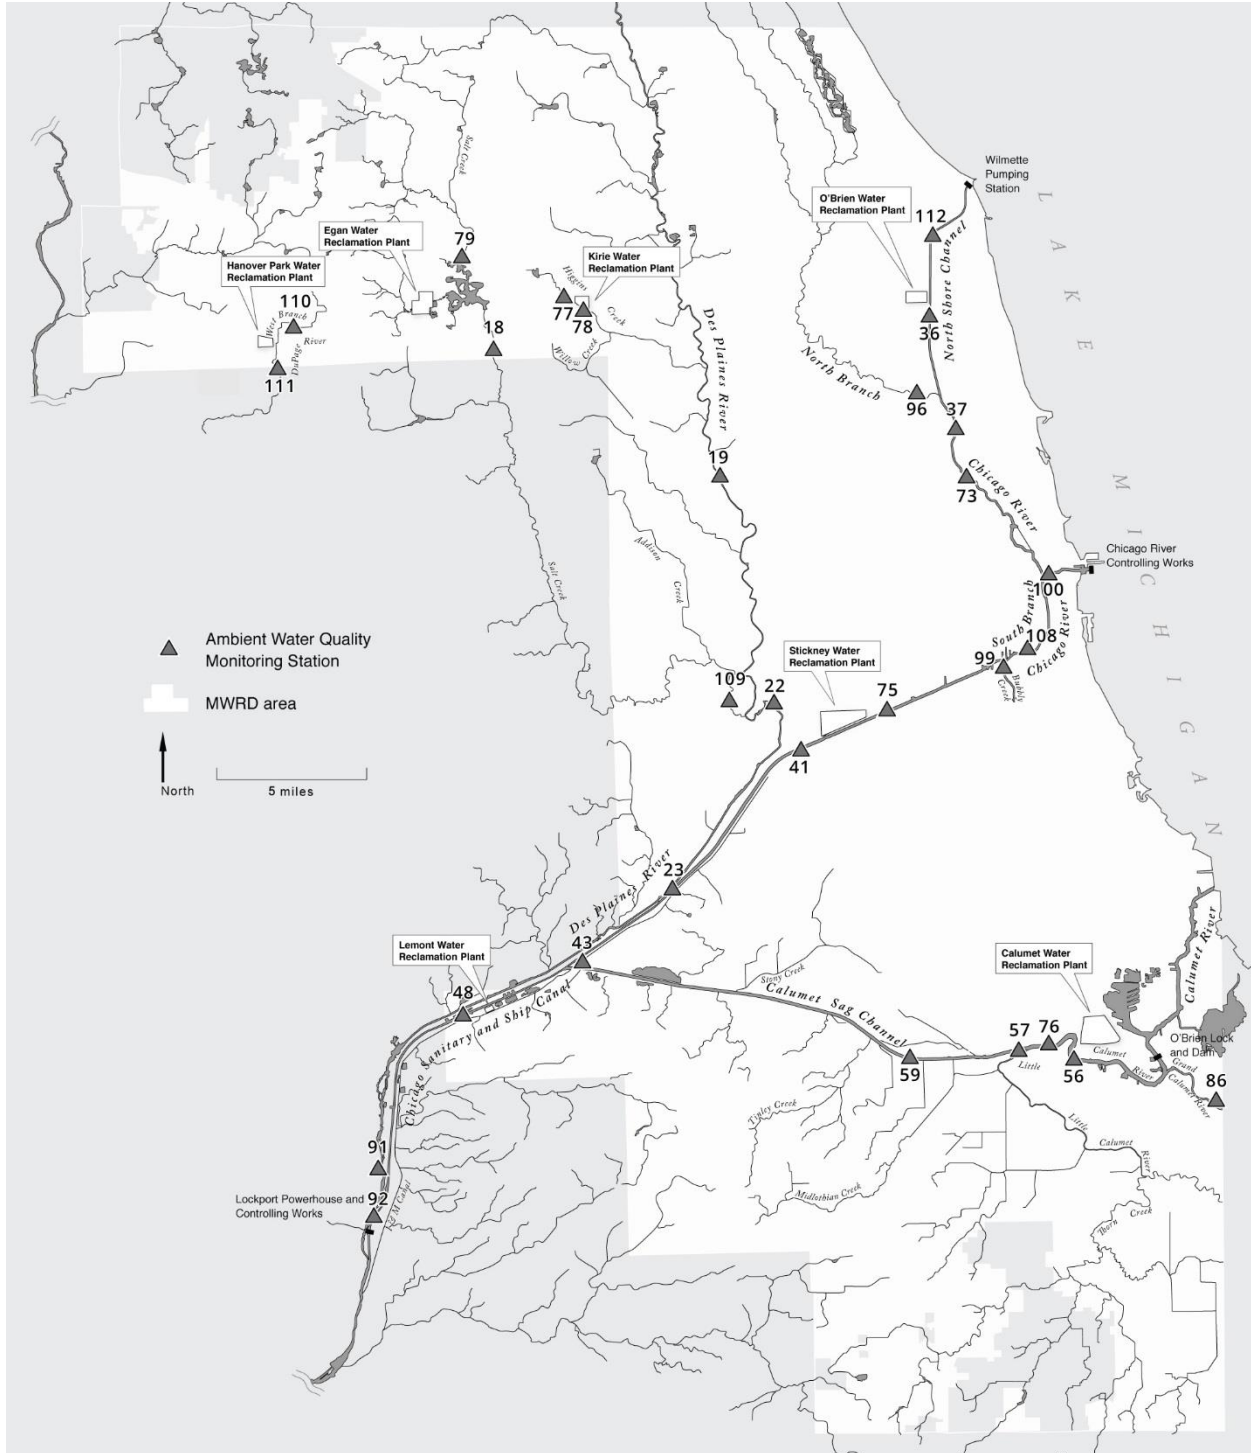 Wilmette
Pumping
Station
O'Brien Water
Reclamation Plant
112
L A K E
North Shore Channel
Salt Creek
Egan Water
Reclamation Plant
79
Hanover Park Water
Reclamation Plant
Kirie Water
Reclamation Plant
Higgins
Creek
110
77
78
West
Branch
DuPage
River
18
36
Willow Creek
111
Des Plaines River
North Branch
96
37
19
73
Chicago River
M I C H I G A N
Addison
Creek
Salt Creek
Chicago River
Controlling Works
100
South Branch
Chicago River
108
99
Bubbly
Creek
Ambient Water Quality
Monitoring Station
MWRD area
North
5 miles
Stickney Water
Reclamation Plant
109
22
75
41
23
Des Plaines River
43
Lemont Water
Reclamation Plant
48
Chicago Sanitary and Ship Canal
Stony Creek
Calumet Sag Channel
Calumet Water
Reclamation Plant
Calumet River
O'Brien Lock
and Dam
57
76
59
56
Little
Calumet
River
Grand
Calumet River
86
Tinley Creek
Little
Calumet
River
Midlothian Creek
Thorn Creek
91
92
Lockport Powerhouse and
Controlling Works
I & M Canal